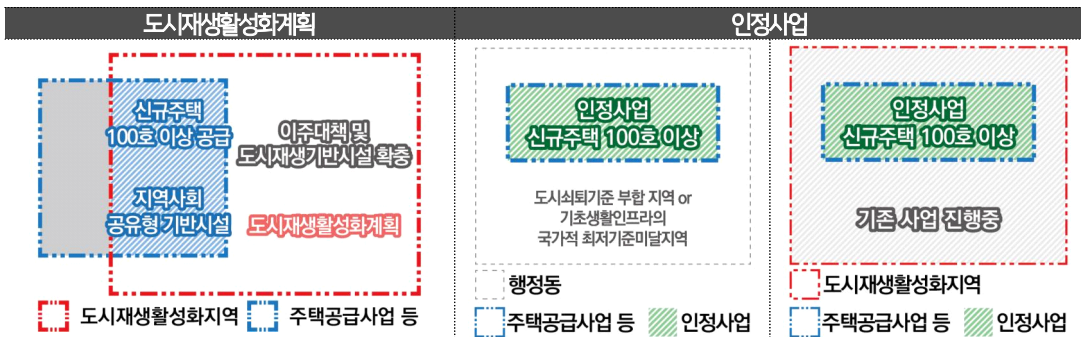 도시재생활성화계획
신규주택
100호 이상 공급
이주대책 및
도시재생기반시설 확충
지역사회
공유형 기반시설
도시재생활성화계획
도시재생활성화지역
주택공급사업 등
인정사업
인정사업
신규주택 100호 이상
도시쇠퇴기준 부합 지역 or
기초생활인프라의
국가적 최저기준미달지역
행정동
주택공급사업 등
인정사업
인정사업
신규주택 100호 이상
기존 사업 진행중
도시재생활성화지역
주택공급사업 등
인정사업